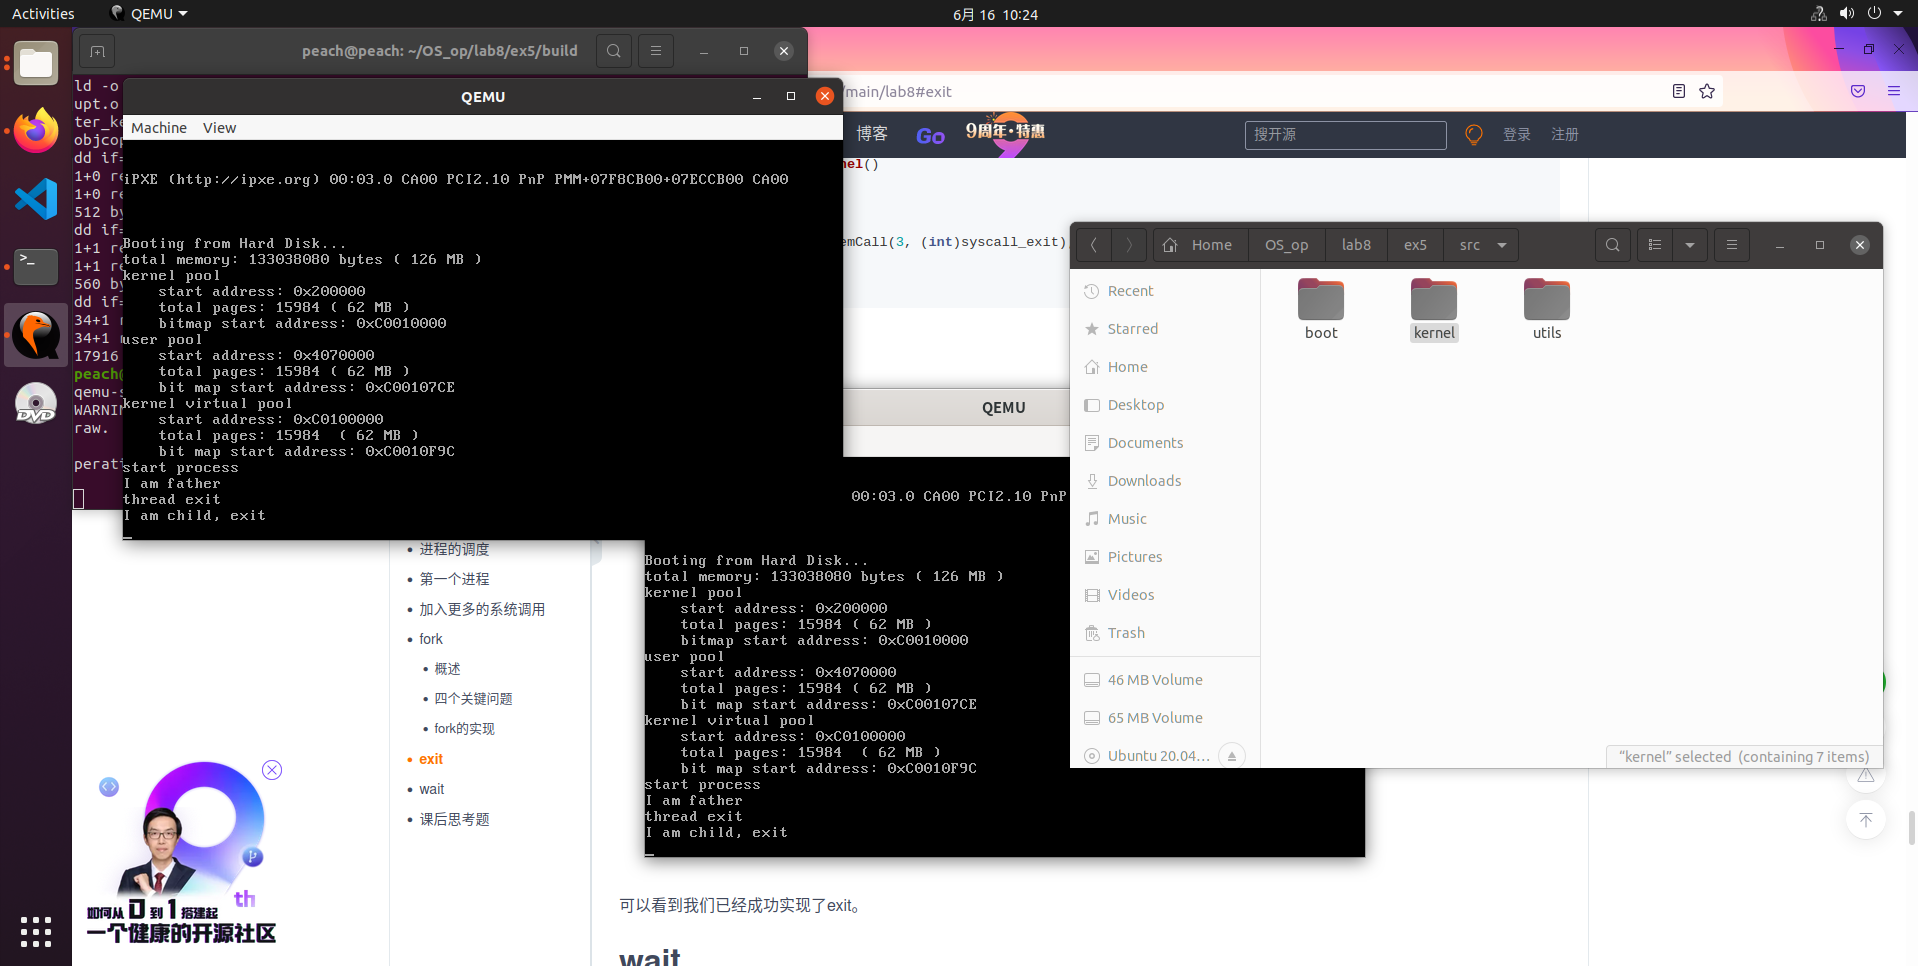 Activities
QEMU
6月 16 10:24
peach@peach: ~/OS_op/lab8/ex5/build
ld -o
upt.o
ter_ke
objcop
dd if=
1+0 re
1+0 re
512 by
dd if=
1+1 re
1+1 re
560 by
dd if=
34+1 r
34+1 r
17916
peach@
qemu-s
WARNIN
raw.
perat
QEMU
Machine View
iPXE (http://ipxe.org) 00:03.0 CA00 PCI2.10 PnP PMM+07F8CB00+07ECCB00 CA00
Booting from Hard Disk...
total memory: 133038080 bytes ( 126 MB )
kernel pool
start address: 0x200000
total pages: 15984 ( 62 MB )
bitmap start address: 0xC0010000
user pool
start address: 0x4070000
total pages: 15984 ( 62 MB )
bit map start address: 0xC00107CE
kernel virtual pool
start address: 0xC0100000
total pages: 15984  ( 62 MB )
bit map start address: 0xC0010F9C
start process
I am father
thread exit
I am child, exit
/main/lab8#exit
博客
Go
9周年·特惠
搜开源
登录
注册
nel()
emCall(3, (int)syscall_exit)
QEMU
00:03.0 CA00 PCI2.10 PnP
Booting from Hard Disk...
total memory: 133038080 bytes ( 126 MB )
kernel pool
start address: 0x200000
total pages: 15984 ( 62 MB )
bitmap start address: 0xC0010000
user pool
start address: 0x4070000
total pages: 15984 ( 62 MB )
bit map start address: 0xC00107CE
kernel virtual pool
start address: 0xC0100000
total pages: 15984  ( 62 MB )
bit map start address: 0xC0010F9C
start process
I am father
thread exit
I am child, exit
Home OS_op lab8 ex5 src
Recent
Starred
Home
Desktop
Documents
Downloads
Music
Pictures
Videos
Trash
46 MB Volume
65 MB Volume
Ubuntu 20.04…
boot
kernel
utils
“kernel” selected (containing 7 items)
• 进程的调度
• 第一个进程
• 加入更多的系统调用
• fork
• 概述
• 四个关键问题
• fork的实现
• exit
• wait
• 课后思考题
th
如何从 0 到 1 搭建起
一个健康的开源社区
DVD
可以看到我们已经成功实现了exit。
wait